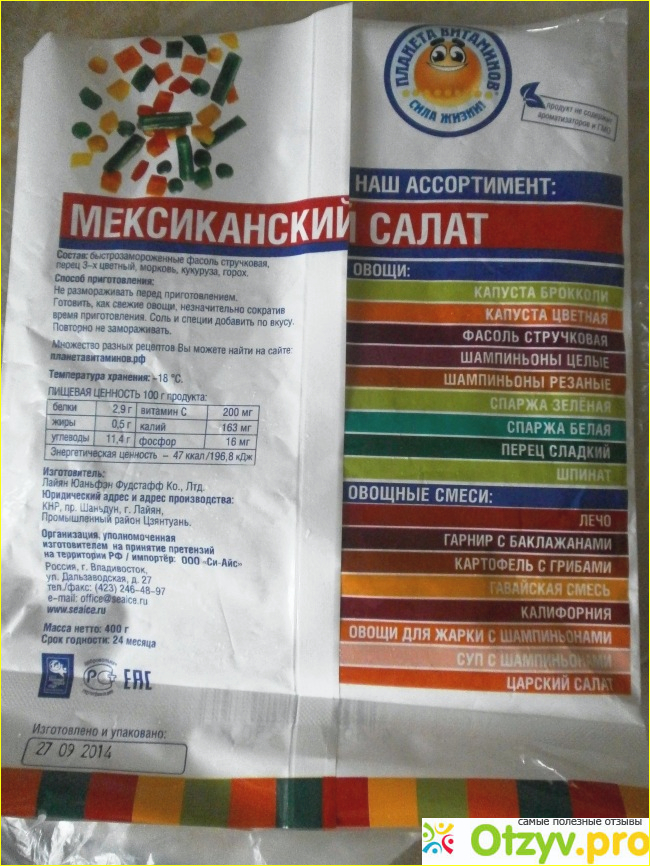 ПЛАНЕТА ВИТАМИНОВ
СИЛА ЖИЗНИ!
продукт не содержит
ароматизаторов и ГМО
МЕКСИКАНСКИЙ САЛАТ
Состав: быстрозамороженные фасоль стручковая,
перец 3-х цветный, морковь, кукуруза, горох.
Способ приготовления:
Не размораживать перед приготовлением.
Готовить, как свежие овощи, незначительно сократив
время приготовления. Соль и специи добавить по вкусу.
Повторно не замораживать.
Множество разных рецептов Вы можете найти на сайте:
планетавитаминов.рф
Температура хранения: -18 °C.
ПИЩЕВАЯ ЦЕННОСТЬ 100 г продукта:
белки 2,9 г витамин С 200 мг
жиры 0,5 г калий 163 мг
углеводы 11,4 г фосфор 16 мг
Энергетическая ценность – 47 ккал/196,8 кДж
Изготовитель:
Лайян Юаньфэн Фудстафф Ко., Лтд.
Юридический адрес и адрес производства:
КНР, пр. Шаньдун, г. Лайян,
Промышленный район Цзянтуань.
Организация, уполномоченная
изготовителем на принятие претензий
на территории РФ / импортёр: ООО «Си-Айс»
Россия, г. Владивосток,
ул. Дальзаводская, д. 27
тел./факс: (423) 246-48-97
e-mail: office@seaice.ru
www.seaice.ru
Масса нетто: 400 г
Срок годности: 24 месяца
РС
ЕАС
Изготовлено и упаковано:
27 09 2014
НАШ АССОРТИМЕНТ:
ОВОЩИ:
КАПУСТА БРОККОЛИ
КАПУСТА ЦВЕТНАЯ
ФАСОЛЬ СТРУЧКОВАЯ
ШАМПИНЬОНЫ ЦЕЛЫЕ
ШАМПИНЬОНЫ РЕЗАНЫЕ
СПАРЖА ЗЕЛЁНАЯ
СПАРЖА БЕЛАЯ
ПЕРЕЦ СЛАДКИЙ
ШПИНАТ
ОВОЩНЫЕ СМЕСИ:
ЛЕЧО
ГАРНИР С БАКЛАЖАНАМИ
КАРТОФЕЛЬ С ГРИБАМИ
ГАВАЙСКАЯ СМЕСЬ
КАЛИФОРНИЯ
ОВОЩИ ДЛЯ ЖАРКИ С ШАМПИНЬОНАМИ
СУП С ШАМПИНЬОНАМИ
ЦАРСКИЙ САЛАТ
самые полезные отзывы
Otzyv.pro